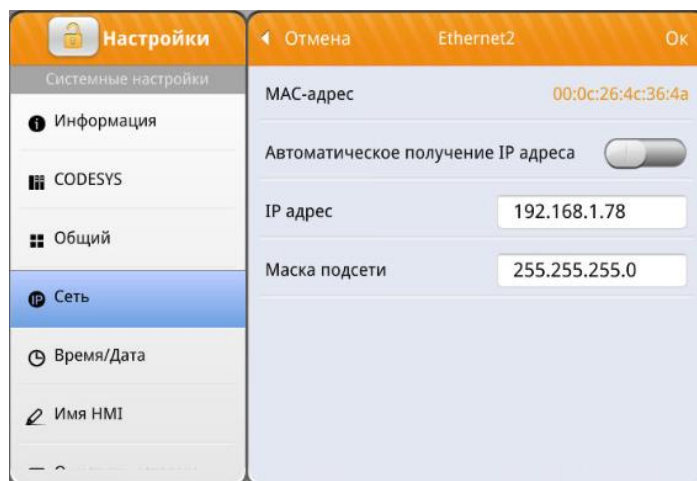 Настройки
Системные настройки
Информация
CODESYS
Общий
Сеть
Время/Дата
Имя HMI
Отмена
Ethernet2
Ок
МАС-адрес
00:0c:26:4c:36:4a
Автоматическое получение IP адреса
IP адрес
192.168.1.78
Маска подсети
255.255.255.0